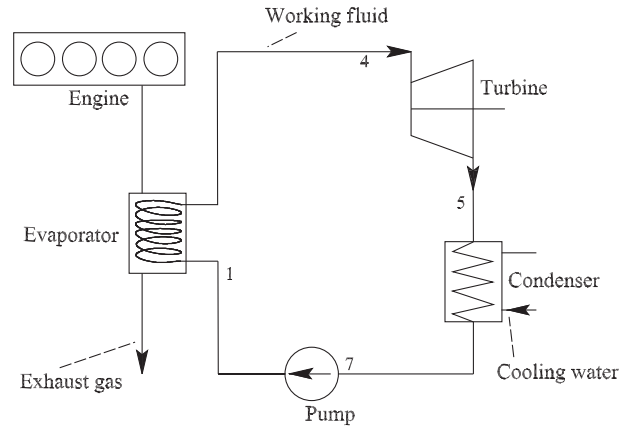 Working fluid
4
Turbine
Engine
5
Evaporator
1
Condenser
7
Cooling water
Exhaust gas
Pump